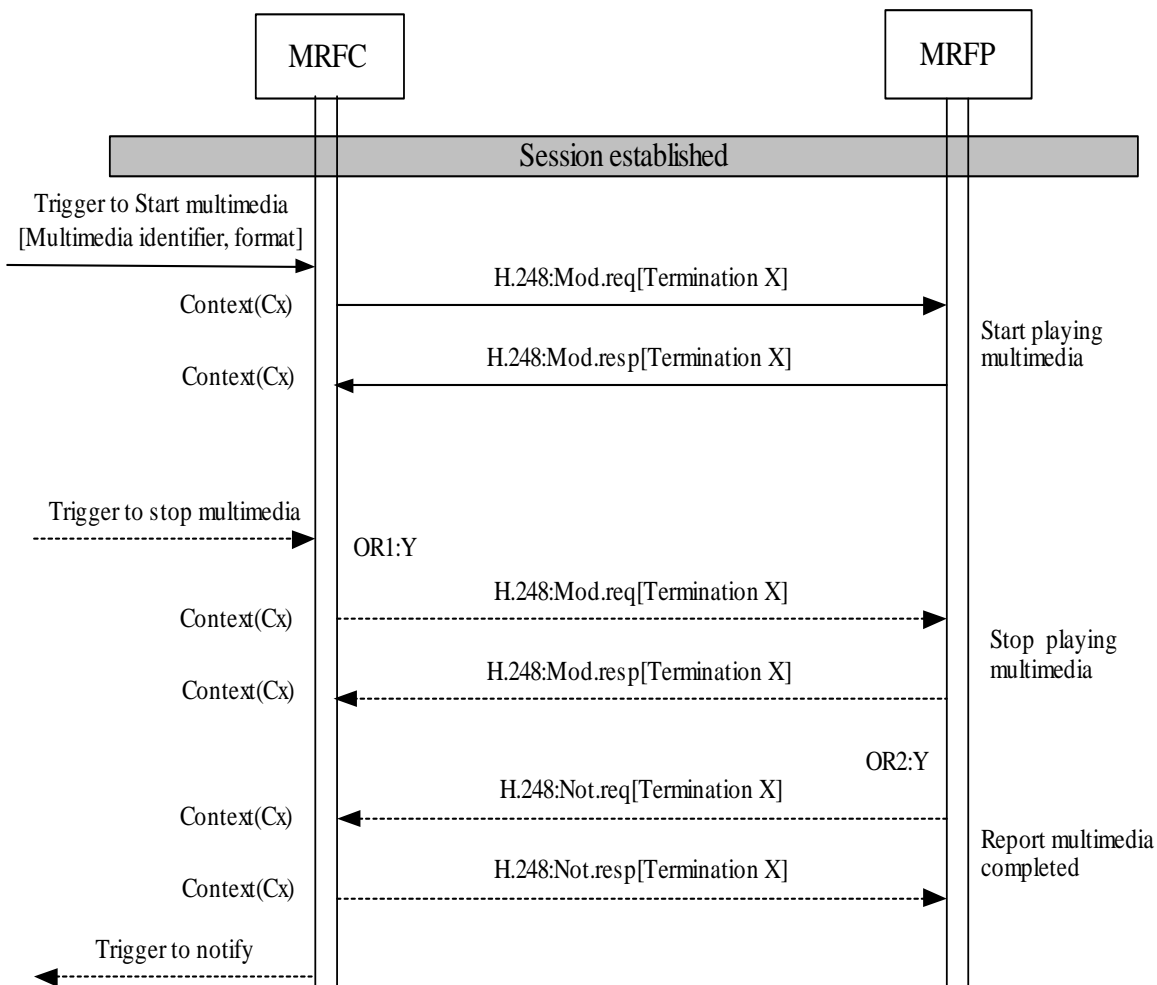 MRFC
MRFP
Session established
Trigger to Start multimedia
[Multimedia identifier, format]
H.248:Mod.req[Termination X]
Context(Cx)
Start playing
multimedia
H.248:Mod.resp[Termination X]
Context(Cx)
Trigger to stop multimedia
OR1:Y
H.248:Mod.req[Termination X]
Context(Cx)
Stop playing
multimedia
H.248:Mod.resp[Termination X]
Context(Cx)
OR2:Y
H.248:Not.req[Termination X]
Context(Cx)
Report multimedia
completed
H.248:Not.resp[Termination X]
Context(Cx)
Trigger to notify